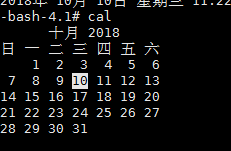 2018年 10月 10日 星期三 11:22
-bash-4.1# cal
十月 2018
日 一 二 三 四 五 六
1 2 3 4 5 6
7 8 9 10 11 12 13
14 15 16 17 18 19 20
21 22 23 24 25 26 27
28 29 30 31